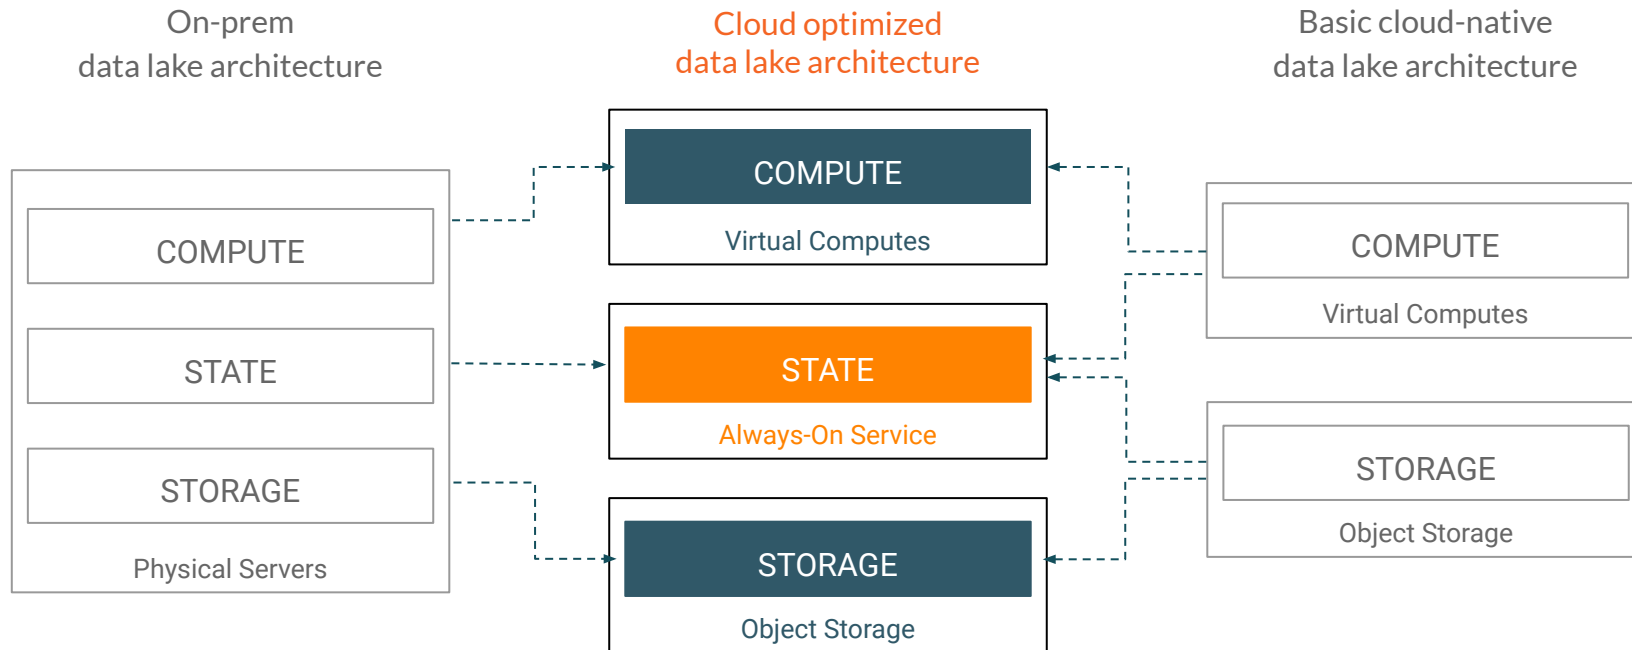 On-prem
data lake architecture
COMPUTE
STATE
STORAGE
Physical Servers
Cloud optimized
data lake architecture
COMPUTE
Virtual Computes
STATE
Always-On Service
STORAGE
Object Storage
Basic cloud-native
data lake architecture
COMPUTE
Virtual Computes
STORAGE
Object Storage